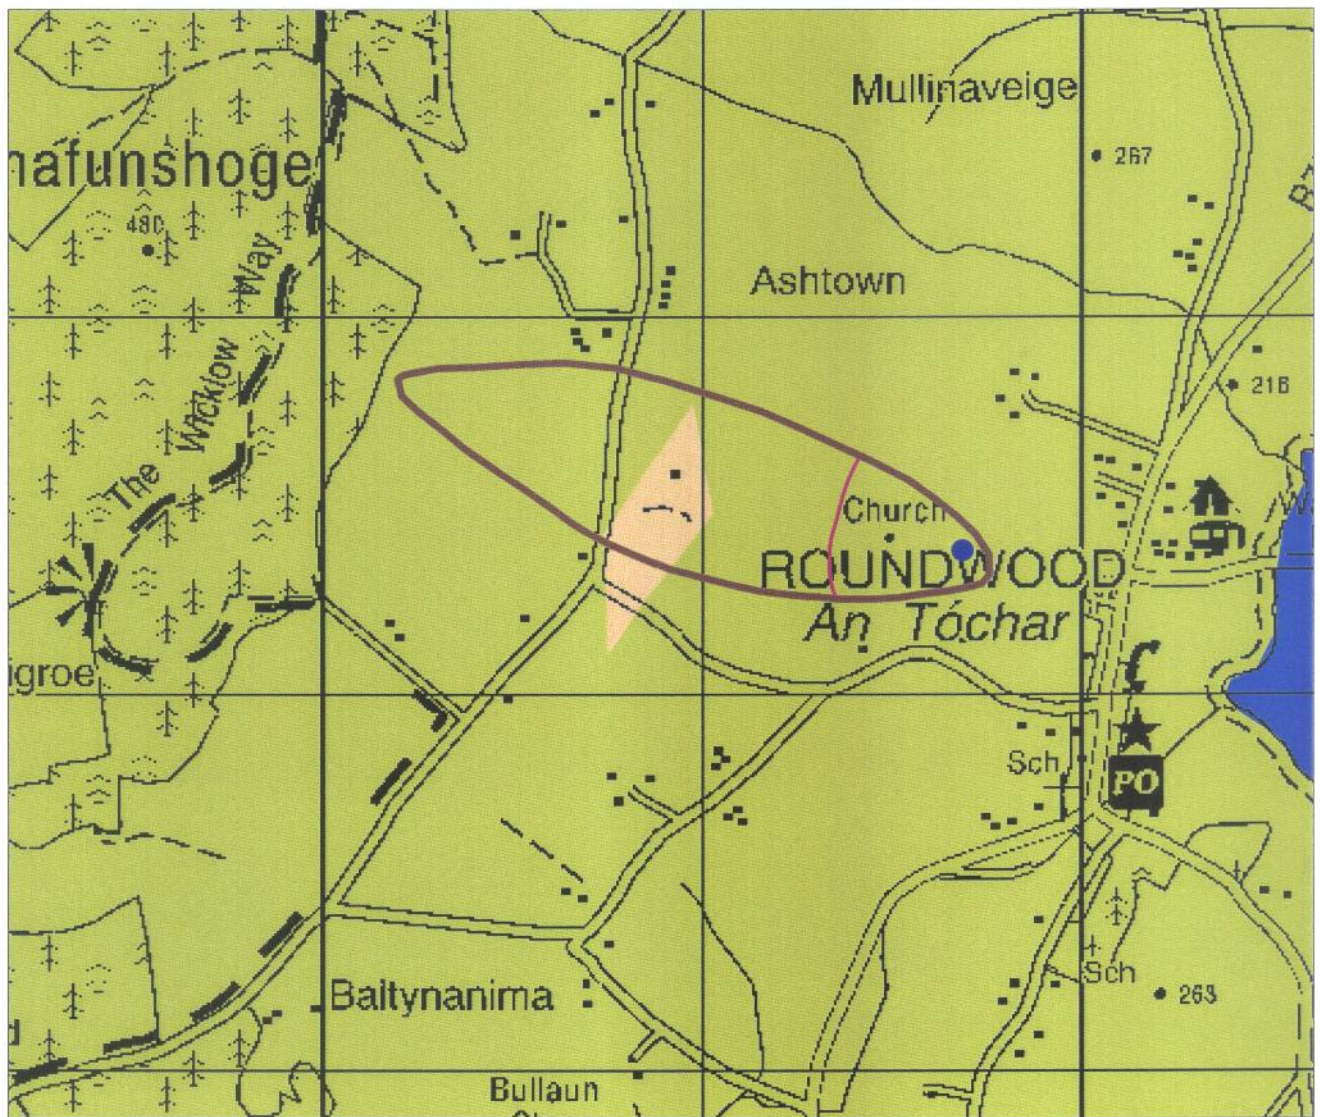 Mullinaveige
267
nafunshoge
480
Way
Ashtown
Wicklow
216
The
Church
ROUNDWOOD
An Tóchar
igroe
Sch
PO
Sch
263
Baltynanima
Bullaun